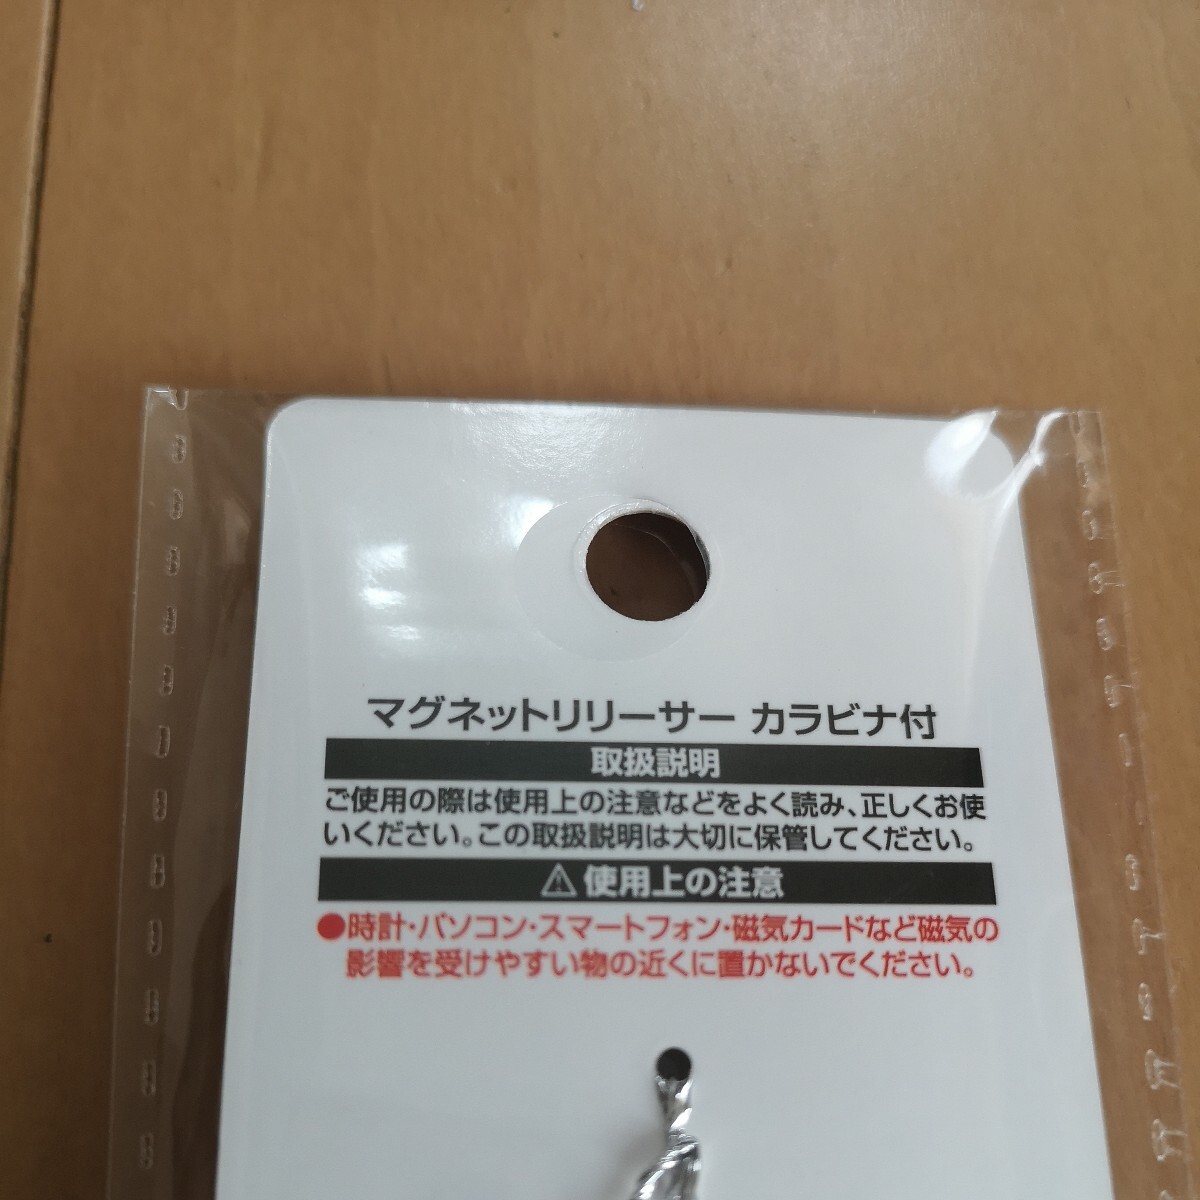 マグネットリリーサー カラビナ付
取扱説明
ご使用の際は使用上の注意などをよく読み、正しくお使
いください。この取扱説明は大切に保管してください。
⚠使用上の注意
●時計・パソコン・スマートフォン・磁気カードなど磁気の
影響を受けやすい物の近くに置かないでください。